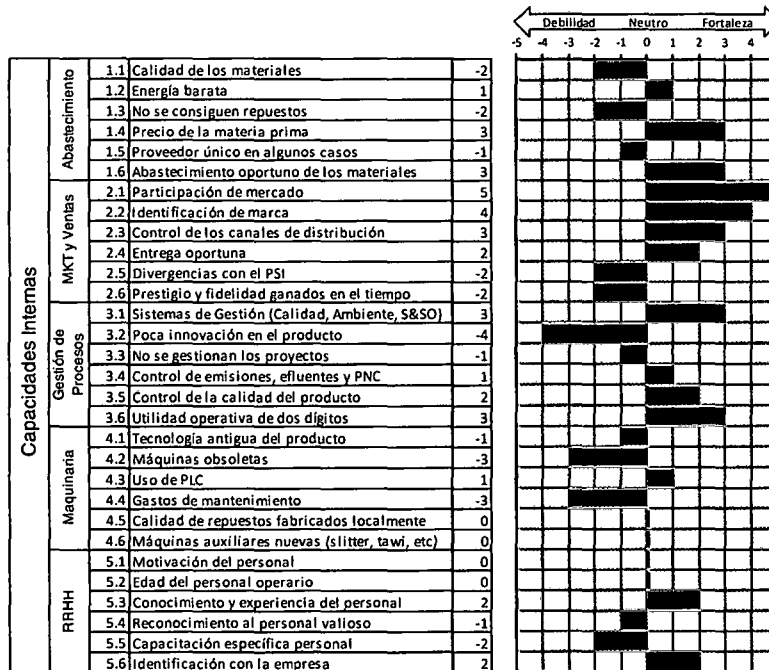 Debilidad Neutro Fortaleza
-5 -4 -3 -2 -1 0 1 2 3 4
Capacidades Internas
Abastecimiento
1.1 Calidad de los materiales -2
1.2 Energía barata 1
1.3 No se consiguen repuestos -2
1.4 Precio de la materia prima 3
1.5 Proveedor único en algunos casos -1
1.6 Abastecimiento oportuno de los materiales 3
MKT y Ventas
2.1 Participación de mercado 5
2.2 Identificación de marca 4
2.3 Control de los canales de distribución 3
2.4 Entrega oportuna 2
2.5 Divergencias con el PSI -2
2.6 Prestigio y fidelidad ganados en el tiempo -2
Gestión de
Procesos
3.1 Sistemas de Gestión (Calidad, Ambiente, S&SO) 3
3.2 Poca innovación en el producto -4
3.3 No se gestionan los proyectos -1
3.4 Control de emisiones, efluentes y PNC 1
3.5 Control de la calidad del producto 2
3.6 Utilidad operativa de dos dígitos 3
Maquinaria
4.1 Tecnología antigua del producto -1
4.2 Máquinas obsoletas -3
4.3 Uso de PLC 1
4.4 Gastos de mantenimiento -3
4.5 Calidad de repuestos fabricados localmente 0
4.6 Máquinas auxíliares nuevas (slitter, tawi, etc) 0
RRHH
5.1 Motivación del personal 0
5.2 Edad del personal operario 0
5.3 Conocimiento y experiencia del personal 2
5.4 Reconocimiento al personal valioso -1
5.5 Capacitación específica personal -2
5.6 Identificación con la empresa 2